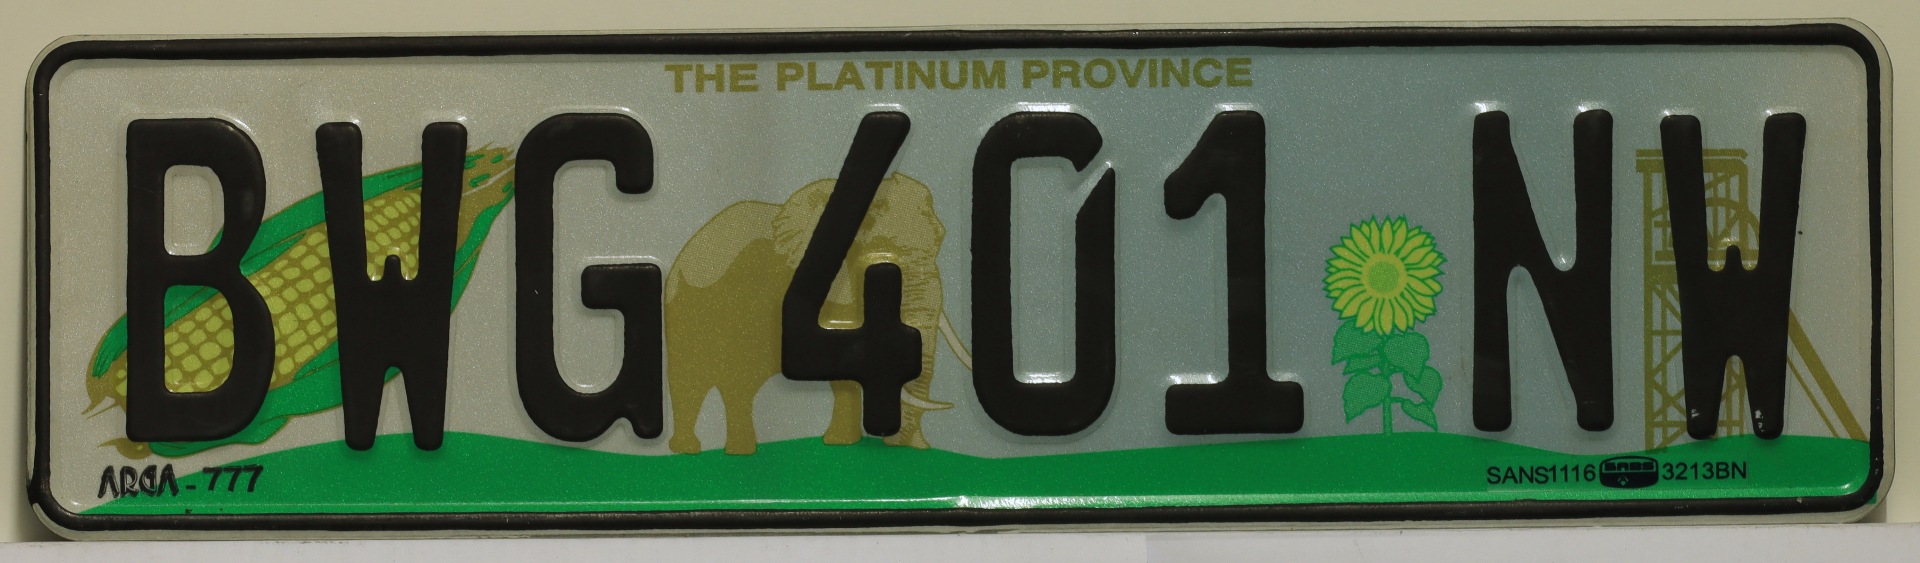 THE PLATINUM PROVINCE
BWG 401 NW
ARCA - 777
SANS1116 SABS 3213BN